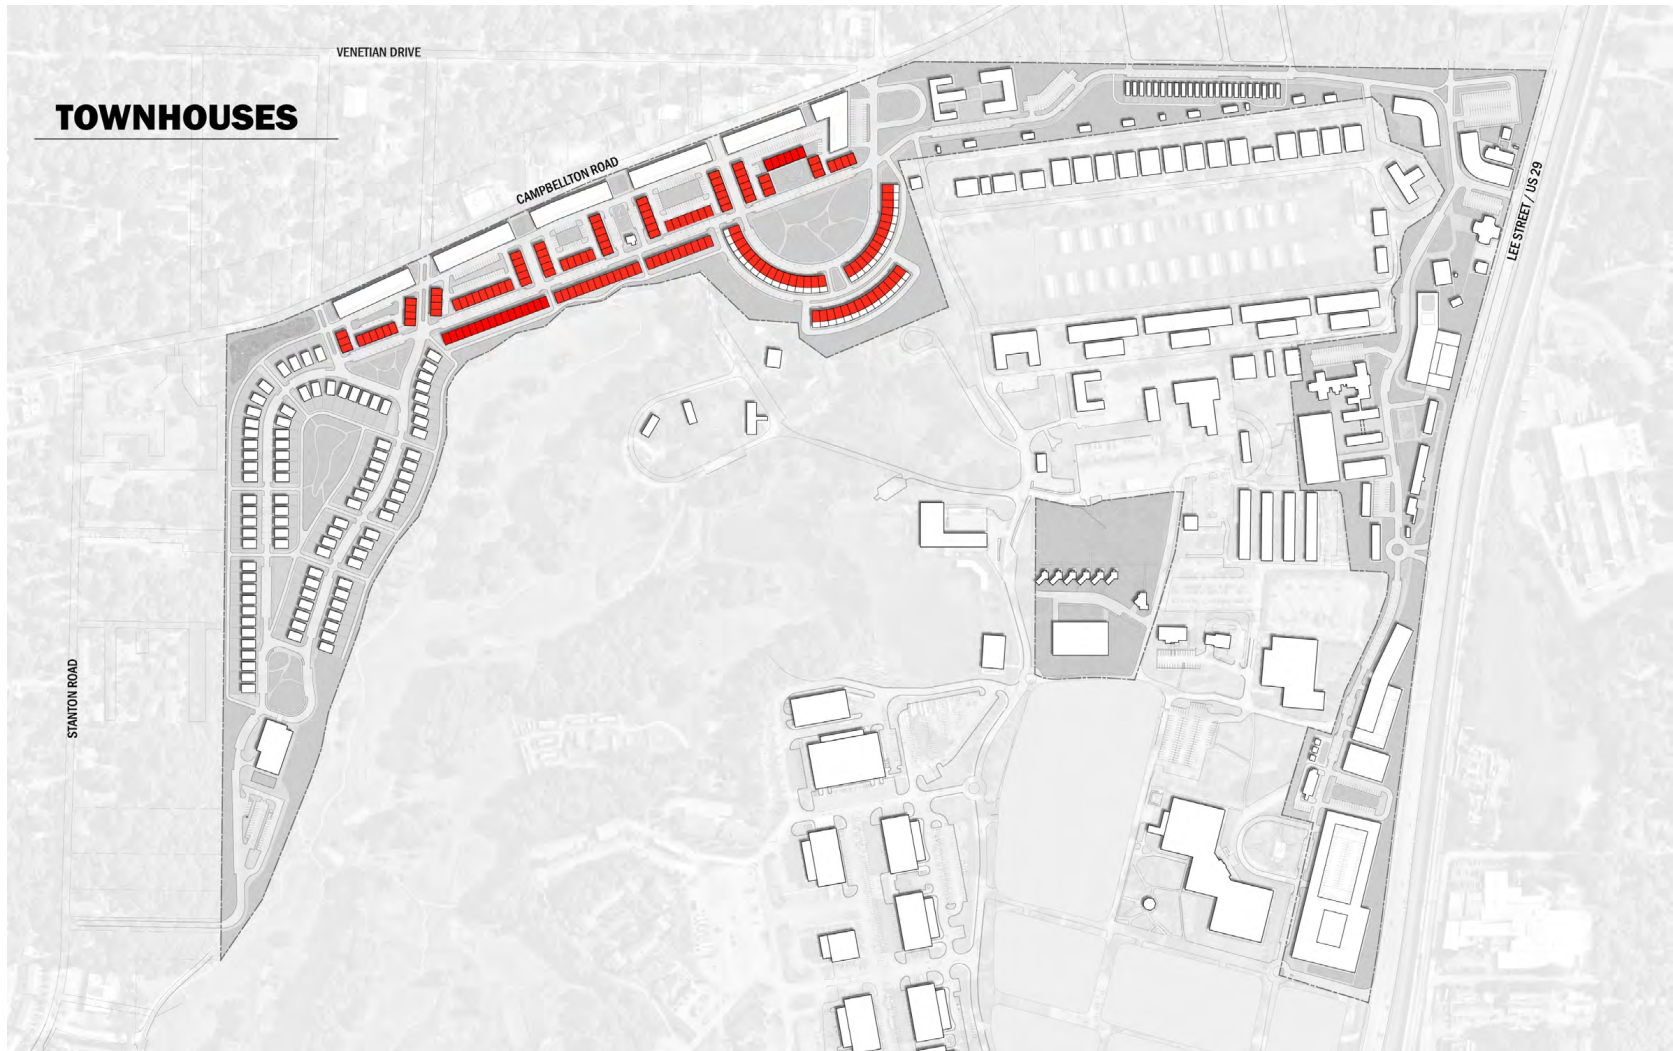 VENETIAN DRIVE
TOWNHOUSES
CAMPBELLTON ROAD
LEE STREET / US 29
STANTON ROAD